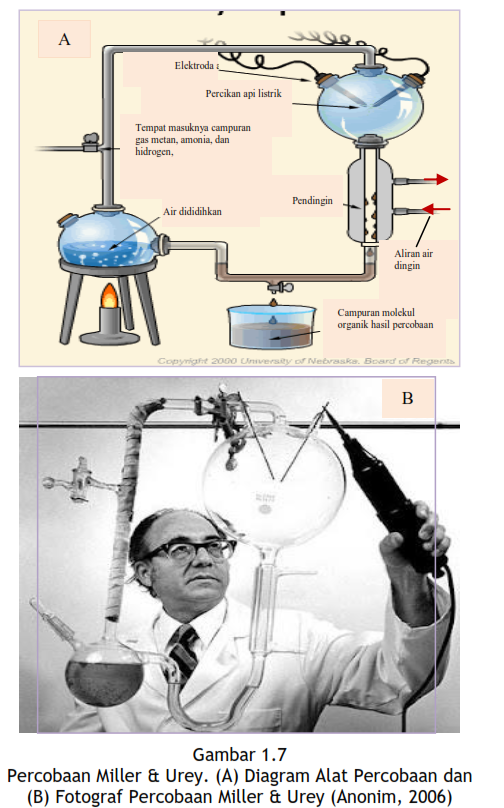 A
Elektroda
Percikan api listrik
Tempat masuknya campuran
gas metan, amonia, dan
hidrogen,
Air dididihkan
Pendingin
Aliran air
dingin
Campuran molekul
organik hasil percobaan
Copyright 2000 University of Nebraska. Board of Regents
B
Gambar 1.7
Percobaan Miller & Urey. (A) Diagram Alat Percobaan dan
(B) Fotograf Percobaan Miller & Urey (Anonim, 2006)